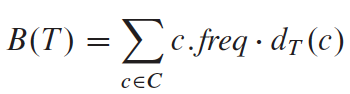 B(T) = ∑ c.freq · d_T(c)
c∈C